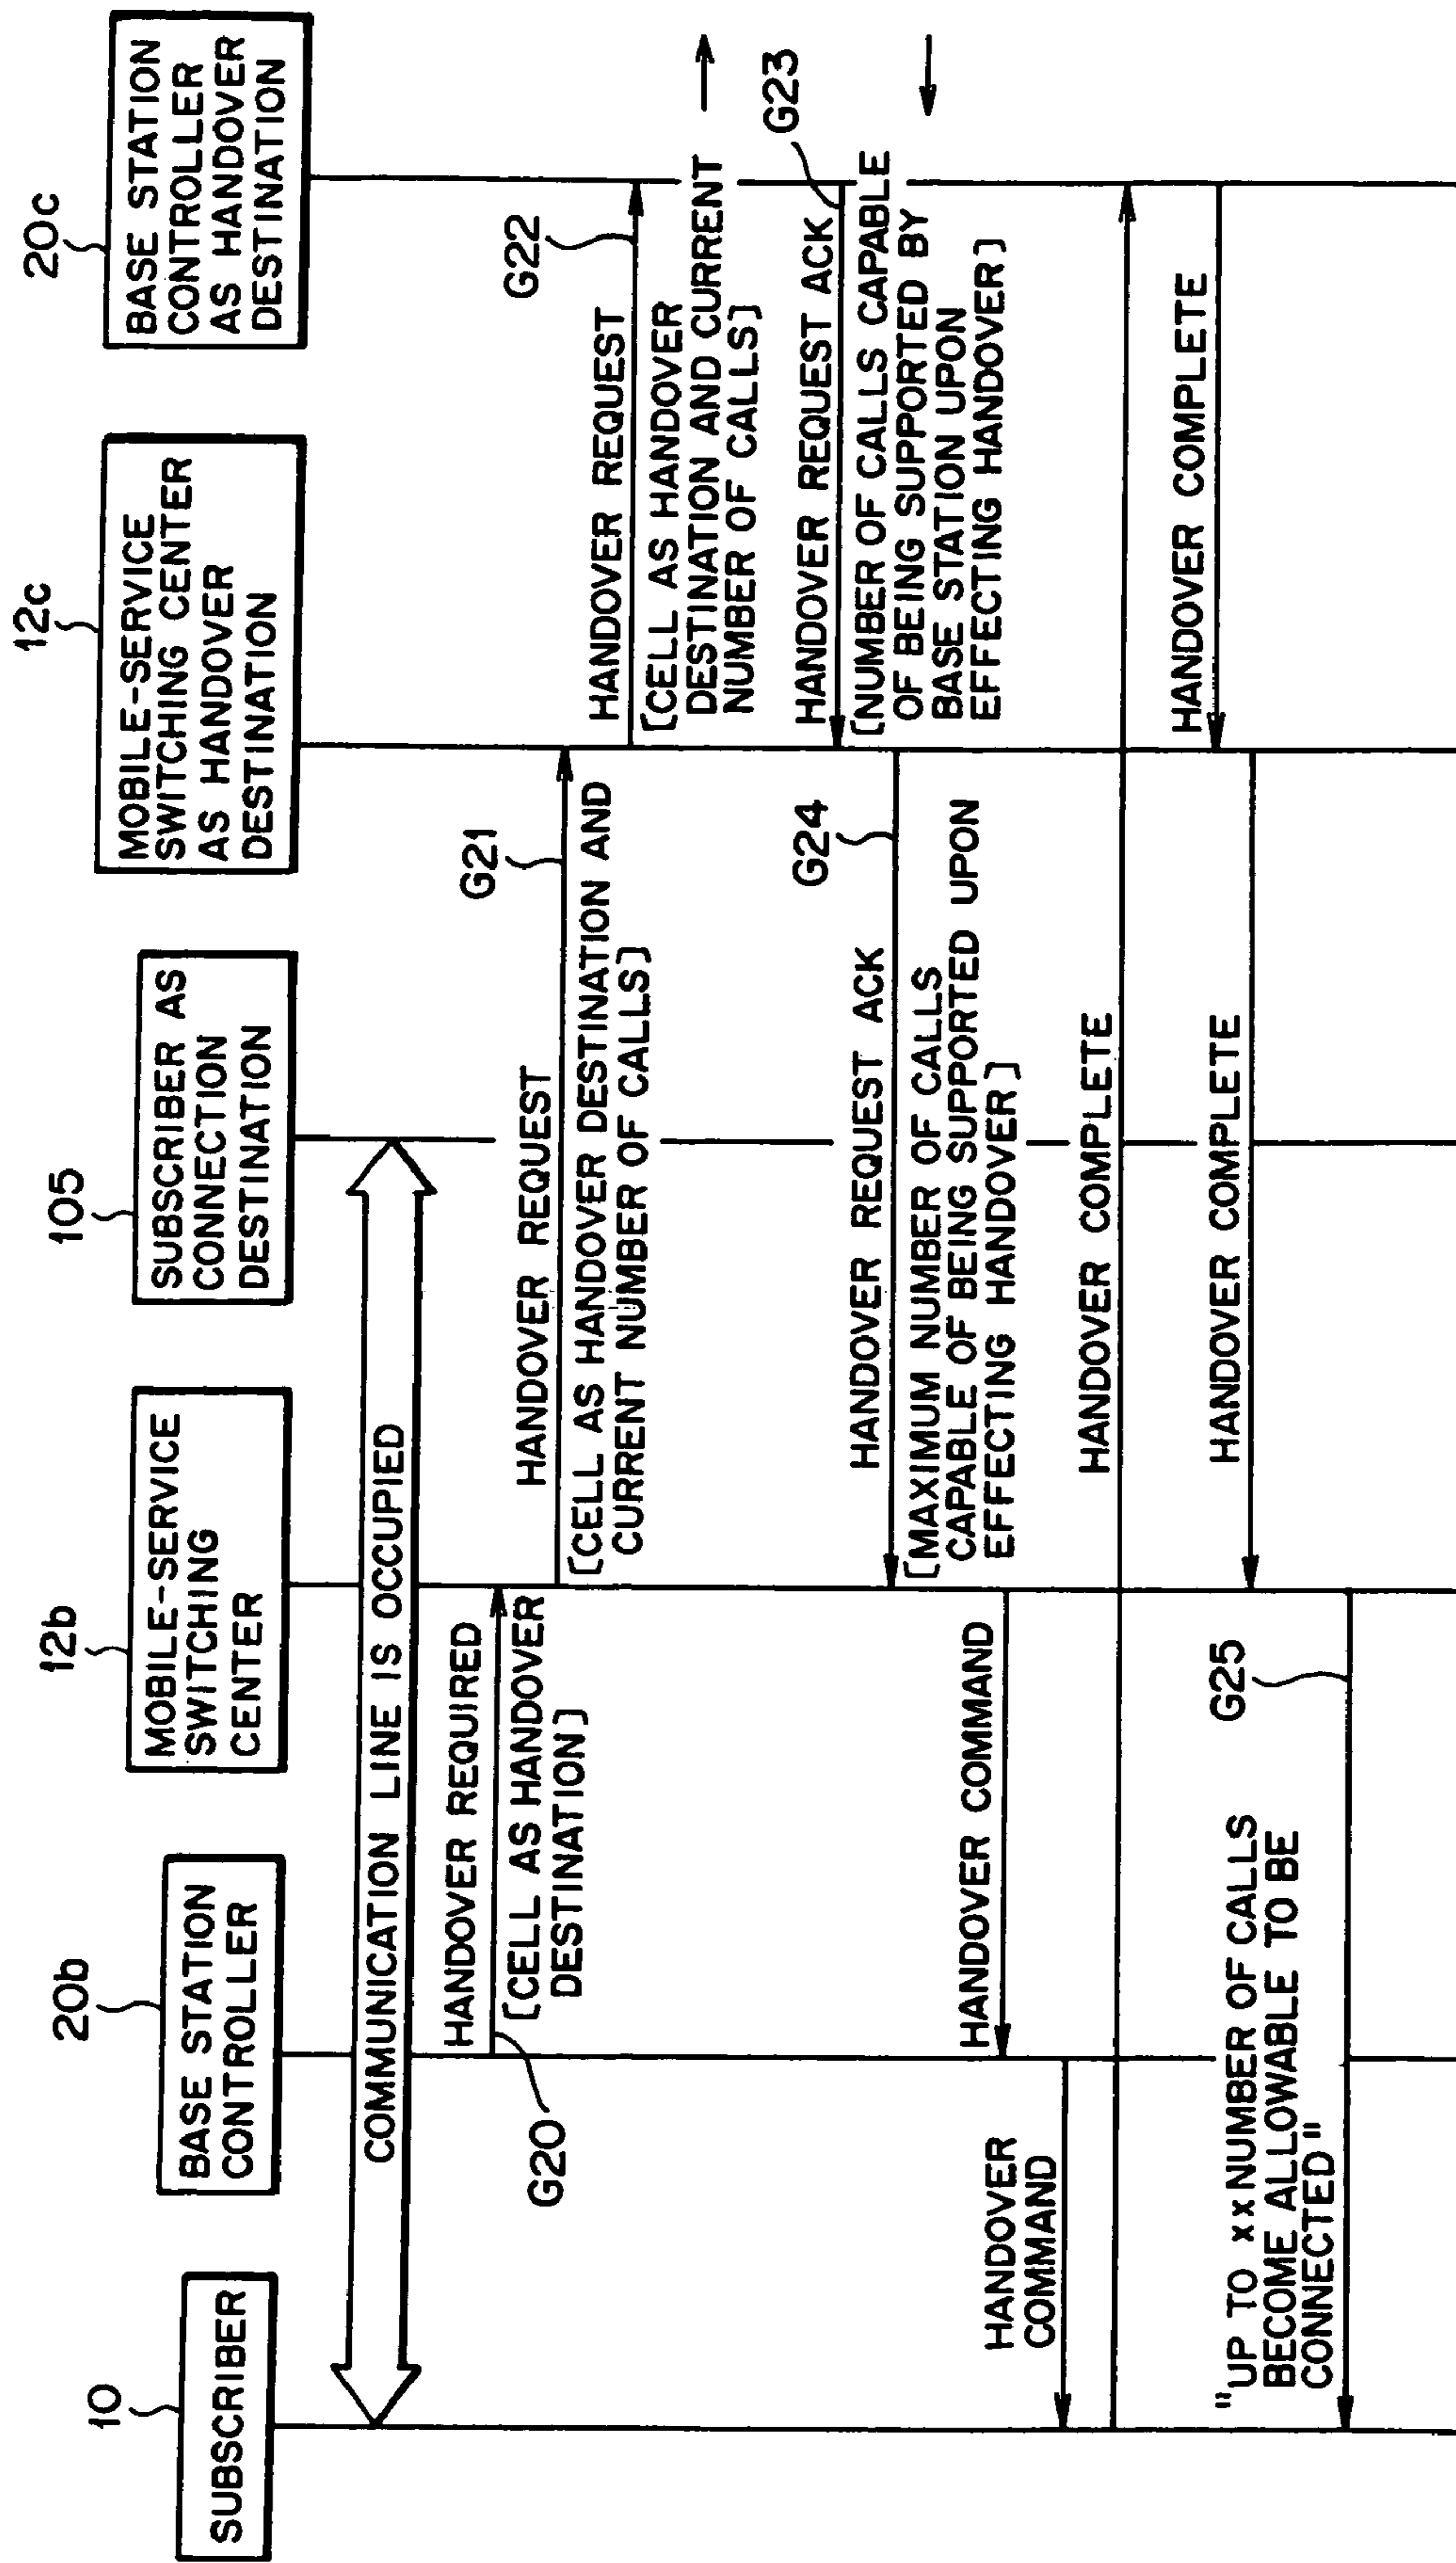 10
SUBSCRIBER
20b
BASE STATION
CONTROLLER
12b
MOBILE-SERVICE
SWITCHING
CENTER
105
SUBSCRIBER AS
CONNECTION
DESTINATION
12c
MOBILE-SERVICE
SWITCHING CENTER
AS HANDOVER
DESTINATION
20c
BASE STATION
CONTROLLER
AS HANDOVER
DESTINATION
COMMUNICATION LINE IS OCCUPIED
HANDOVER REQUIRED
[CELL AS HANDOVER
DESTINATION]
G20
HANDOVER REQUEST
G21
[CELL AS HANDOVER DESTINATION AND
CURRENT NUMBER OF CALLS]
HANDOVER REQUEST
G22
[CELL AS HANDOVER
DESTINATION AND CURRENT
NUMBER OF CALLS]
HANDOVER REQUEST ACK
G23
[NUMBER OF CALLS CAPABLE
OF BEING SUPPORTED BY
BASE STATION UPON
EFFECTING HANDOVER]
HANDOVER REQUEST ACK
G24
[MAXIMUM NUMBER OF CALLS
CAPABLE OF BEING SUPPORTED UPON
EFFECTING HANDOVER]
HANDOVER COMMAND
HANDOVER
COMMAND
HANDOVER COMPLETE
HANDOVER COMPLETE
HANDOVER COMPLETE
G25
"UP TO xx NUMBER OF CALLS
BECOME ALLOWABLE TO BE
CONNECTED"